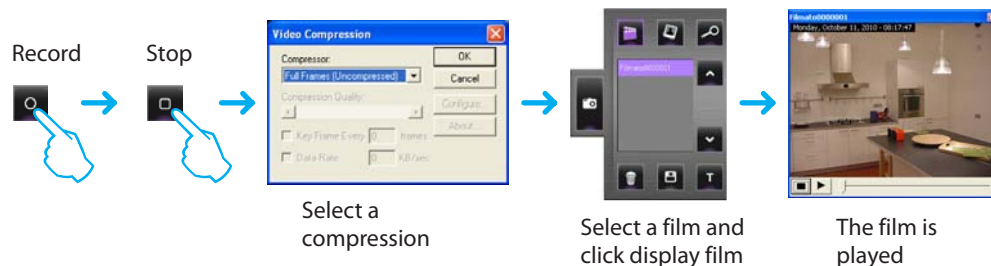 Record
Stop
Video Compression
Compressor:
Full Frames (Uncompressed)
Compression Quality:
Key Frame Every
0
frames
Data Rate
0
KB/sec
OK
Cancel
Configure...
About...
Select a
compression
Filmato0000001
T
Select a film and
click display film
Filmato0000001
Monday, October 11, 2010 - 08:17:47
The film is
played